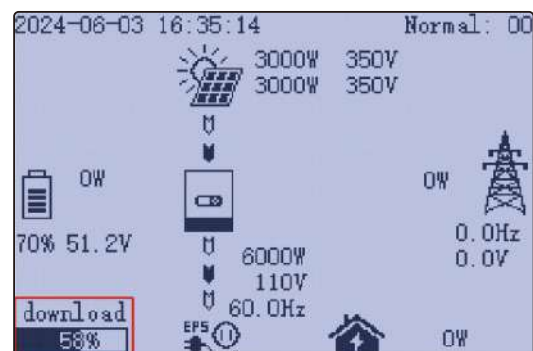 2024-06-03 16:35:14 Normal: 00
3000W 350V
3000W 350V
0W
0W
70% 51.2V
0.0Hz
0.0V
6000W
110V
60.0Hz
download
58%
EPS
0W